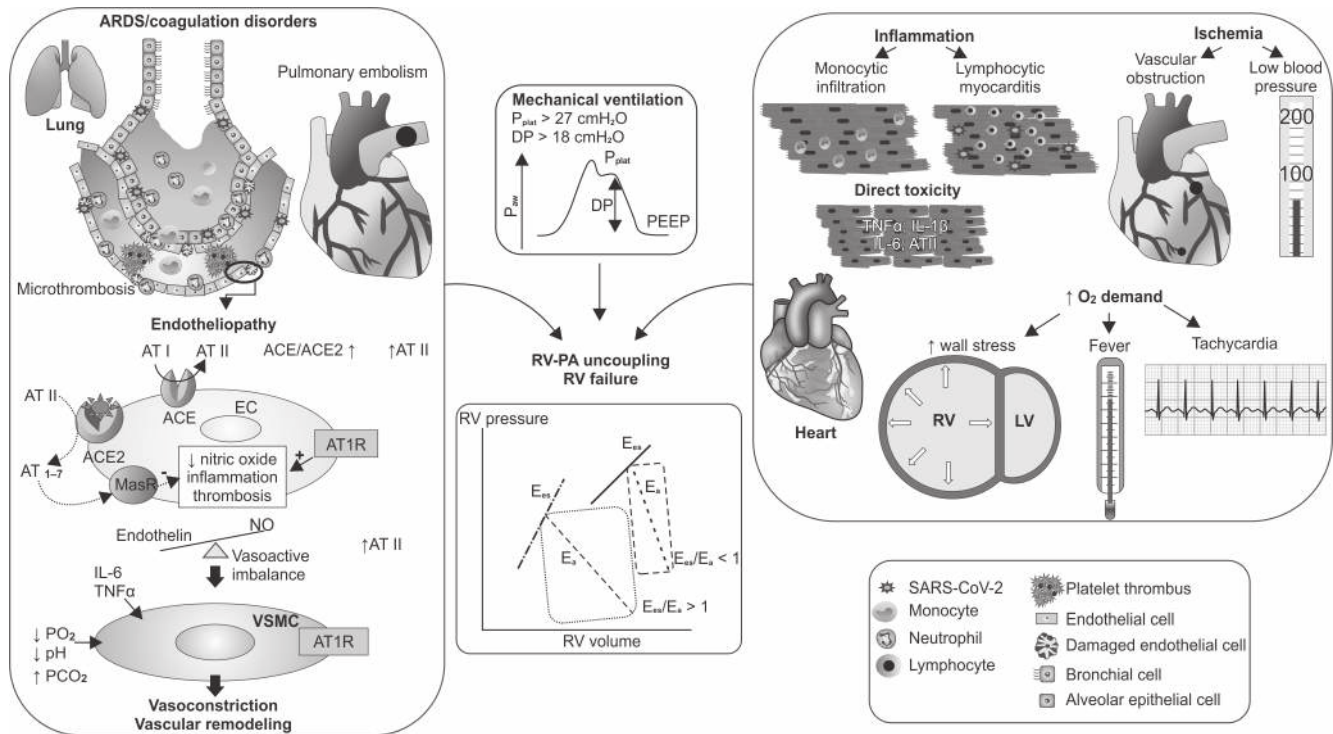 ARDS/coagulation disorders
Lung
Pulmonary embolism
Microthrombosis
Endotheliopathy
AT I
AT II
ACE/ACE2 ↑
↑AT II
AT II
ACE
EC
ACE2
AT1R
+
AT 1–7
MasR
-
↓ nitric oxide
inflammation
thrombosis
Endothelin
NO
Vasoactive
imbalance
↑AT II
IL-6
TNFα
VSMC
AT1R
↓ PO₂
↓ pH
↑ PCO₂
Vasoconstriction
Vascular remodeling
Mechanical ventilation
Pplat > 27 cmH₂O
DP > 18 cmH₂O
Pplat
Paw
DP
PEEP
RV-PA uncoupling
RV failure
RV pressure
Ees
Ees
Ea
Ea
Ees/Ea < 1
Ees/Ea > 1
RV volume
Inflammation
Monocytic
infiltration
Lymphocytic
myocarditis
Direct toxicity
TNFα, IL-1β
IL-6, ATII
Ischemia
Vascular
obstruction
Low blood
pressure
200
100
Heart
↑ O₂ demand
↑ wall stress
RV
LV
Fever
Tachycardia
SARS-CoV-2
Monocyte
Neutrophil
Lymphocyte
Platelet thrombus
Endothelial cell
Damaged endothelial cell
Bronchial cell
Alveolar epithelial cell